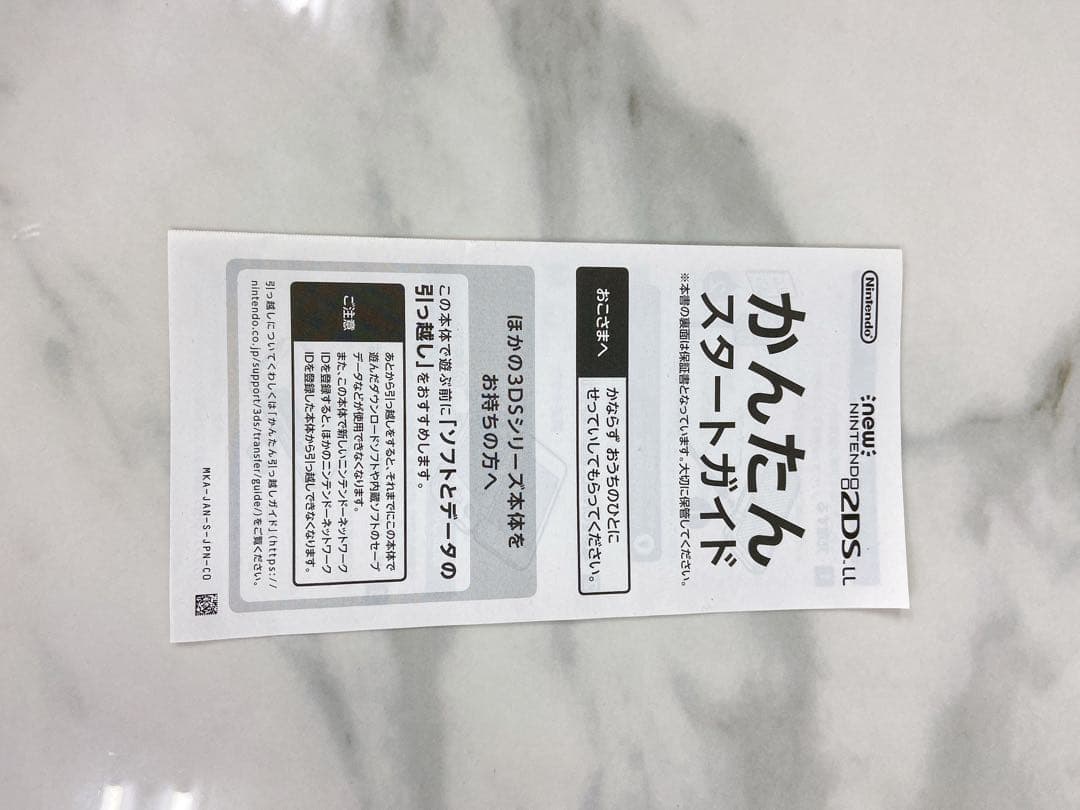 Nintendo
new
NINTENDO
2DS LL
かんたん
スタートガイド
※本書の裏面は保証書となっています。大切に保管してください。
おこさまへ
かならず おうちのひとに
せっていしてもらってください。
ほかの3DSシリーズ本体を
お持ちの方へ
この本体で遊ぶ前に「ソフトとデータの
引っ越し」をおすすめします。
ご注意
あとから引っ越しをすると、それまでにこの本体で
遊んだダウンロードソフトや内蔵ソフトのセーブ
データなどが使用できなくなります。
また、この本体で新しいニンテンドーネットワーク
IDを登録すると、ほかのニンテンドーネットワーク
IDを登録した本体から引っ越しできなくなります。
引っ越しについてくわしくは「かんたん引っ越しガイド」(https://
nintendo.co.jp/support/3ds/transfer/guide/)をご覧ください。
MKA-JAN-S-JPN-C0